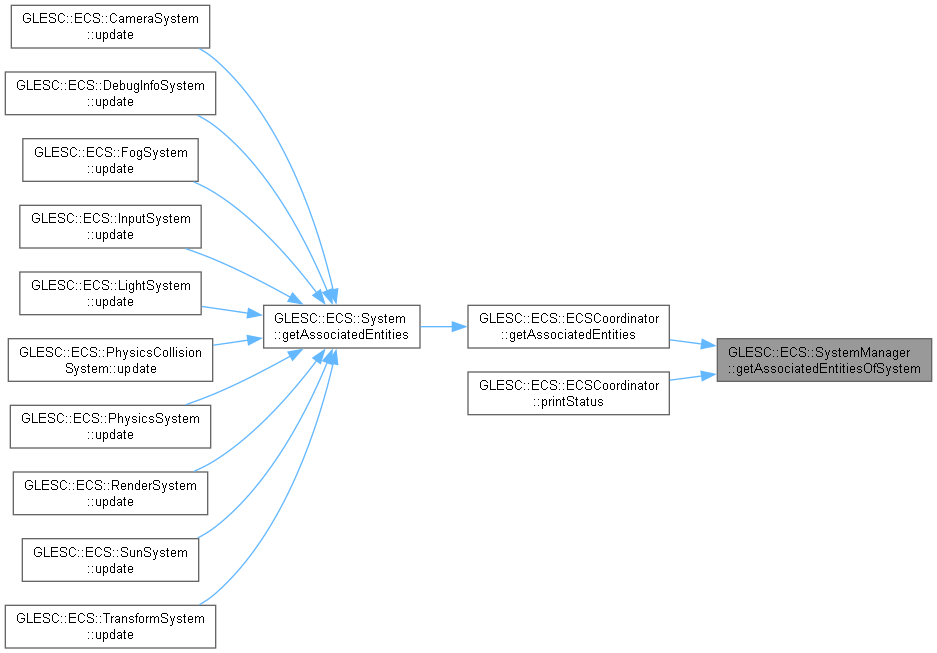 GLESC::ECS::CameraSystem
::update
GLESC::ECS::DebugInfoSystem
::update
GLESC::ECS::FogSystem
::update
GLESC::ECS::InputSystem
::update
GLESC::ECS::LightSystem
::update
GLESC::ECS::PhysicsCollision
System::update
GLESC::ECS::PhysicsSystem
::update
GLESC::ECS::RenderSystem
::update
GLESC::ECS::SunSystem
::update
GLESC::ECS::TransformSystem
::update
GLESC::ECS::System
::getAssociatedEntities
GLESC::ECS::ECSCoordinator
::getAssociatedEntities
GLESC::ECS::ECSCoordinator
::printStatus
GLESC::ECS::SystemManager
::getAssociatedEntitiesOfSystem